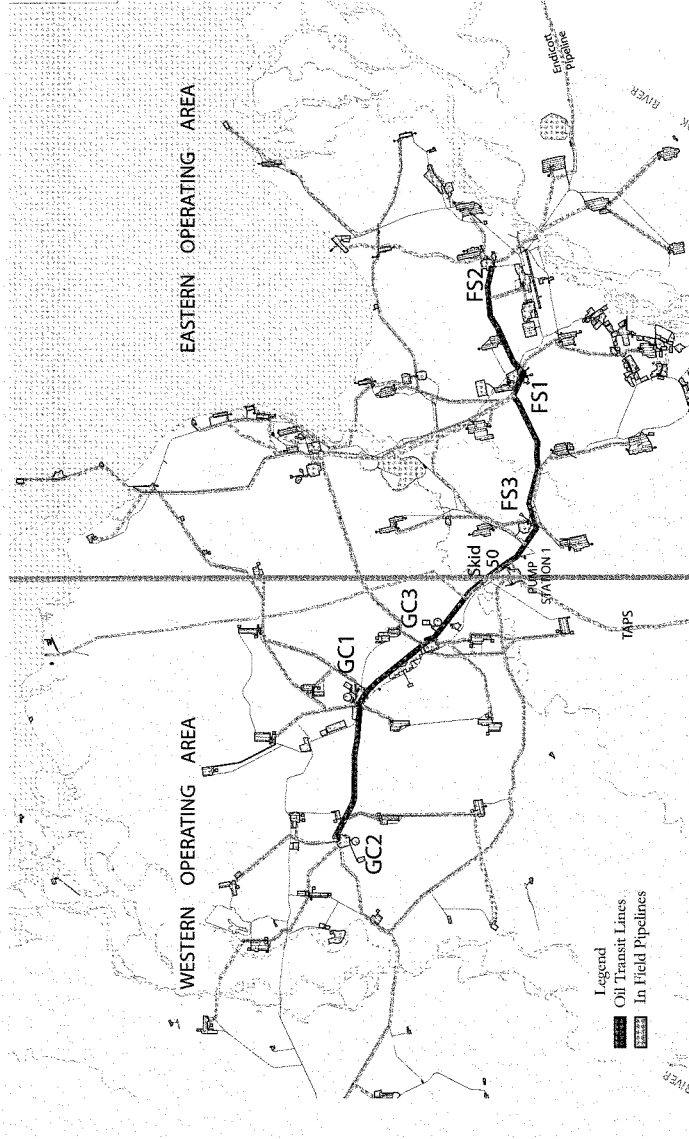 WESTERN OPERATING AREA
EASTERN OPERATING AREA
Endicott
Pipeline
RIVER
GC2
GC1
GC3
Skid
50
PUMP
STATION 1
TAPS
FS3
FS1
FS2
Legend
Oil Transit Lines
In Field Pipelines
RIVER